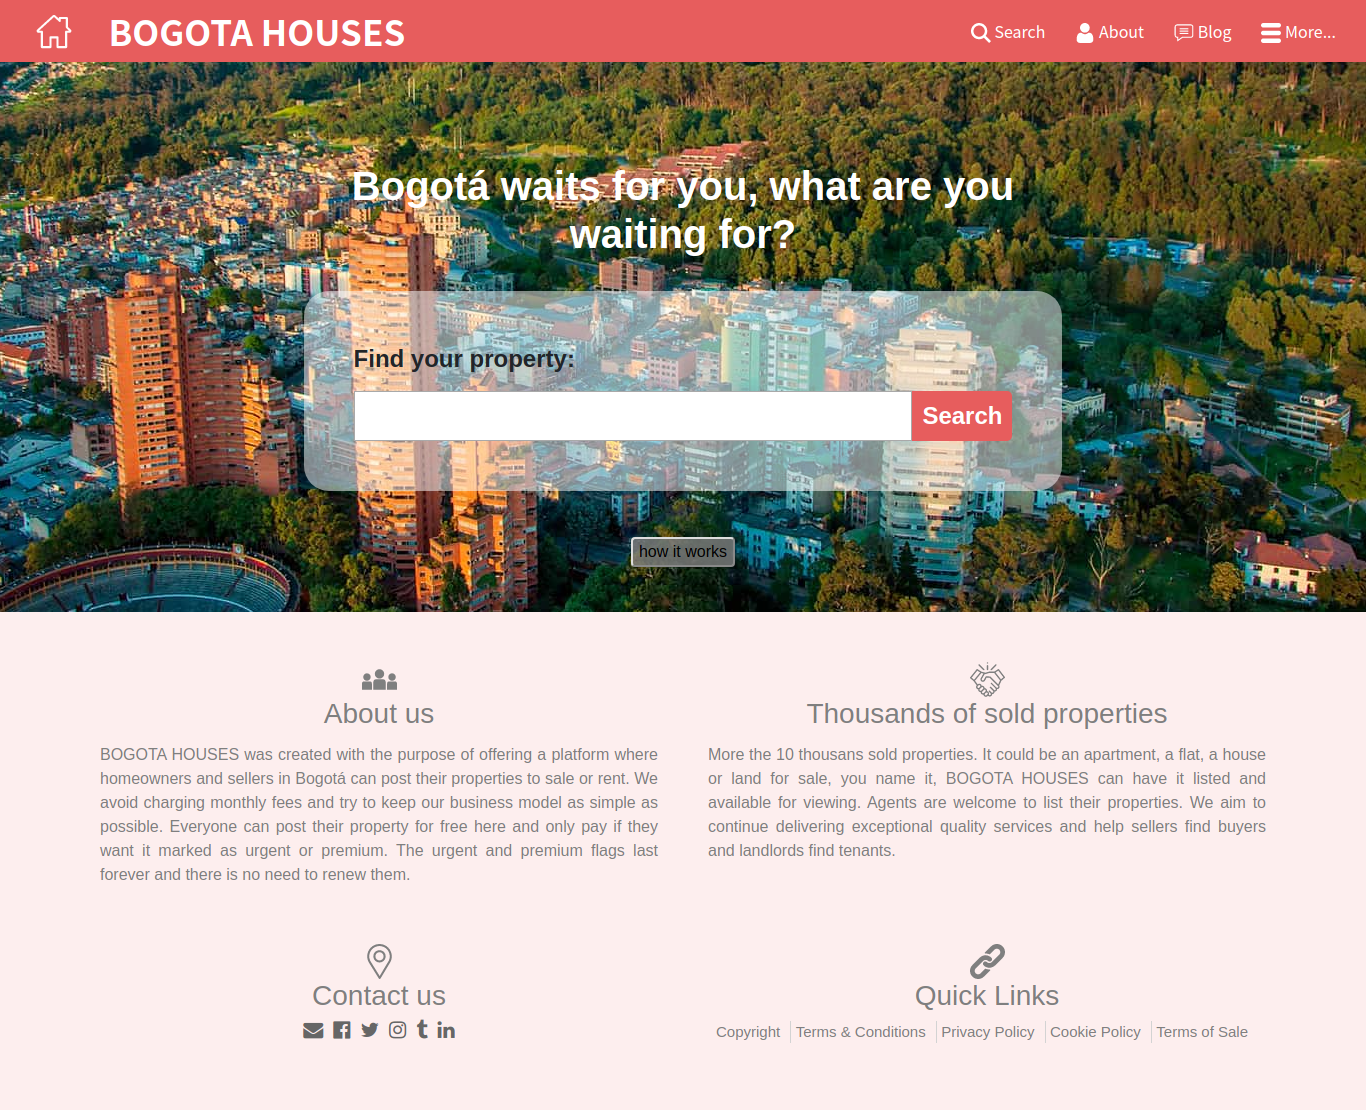 BOGOTA HOUSES
Search
About
Blog
More...
Bogotá waits for you, what are you
waiting for?
Find your property:
Search
how it works
About us
BOGOTA HOUSES was created with the purpose of offering a platform where
homeowners and sellers in Bogotá can post their properties to sale or rent. We
avoid charging monthly fees and try to keep our business model as simple as
possible. Everyone can post their property for free here and only pay if they
want it marked as urgent or premium. The urgent and premium flags last
forever and there is no need to renew them.
Thousands of sold properties
More the 10 thousans sold properties. It could be an apartment, a flat, a house
or land for sale, you name it, BOGOTA HOUSES can have it listed and
available for viewing. Agents are welcome to list their properties. We aim to
continue delivering exceptional quality services and help sellers find buyers
and landlords find tenants.
Contact us
Quick Links
Copyright
Terms & Conditions
Privacy Policy
Cookie Policy
Terms of Sale